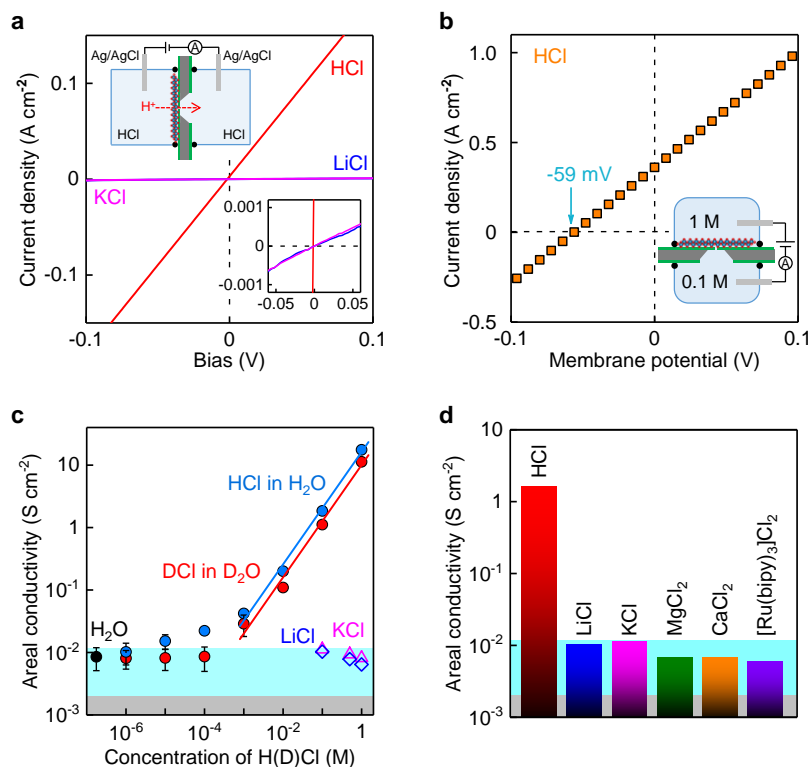 a
Ag/AgCl
A
Ag/AgCl
HCl
H+
HCl
HCl
LiCl
KCl
0.1
0
-0.1
0.001
0
-0.001
-0.05
0
0.05
-0.1
0
0.1
Current density (A cm-2)
Bias (V)
b
HCl
-59 mV
1 M
0.1 M
A
1.0
0.5
0
-0.5
-0.1
0
0.1
Current density (A cm-2)
Membrane potential (V)
c
10
1
10-1
10-2
10-3
HCl in H2O
DCl in D2O
H2O
LiCl
KCl
10-6
10-4
10-2
1
Areal conductivity (S cm-2)
Concentration of H(D)Cl (M)
d
10
1
10-1
10-2
10-3
HCl
LiCl
KCl
MgCl2
CaCl2
[Ru(bipy)3]Cl2
Areal conductivity (S cm-2)